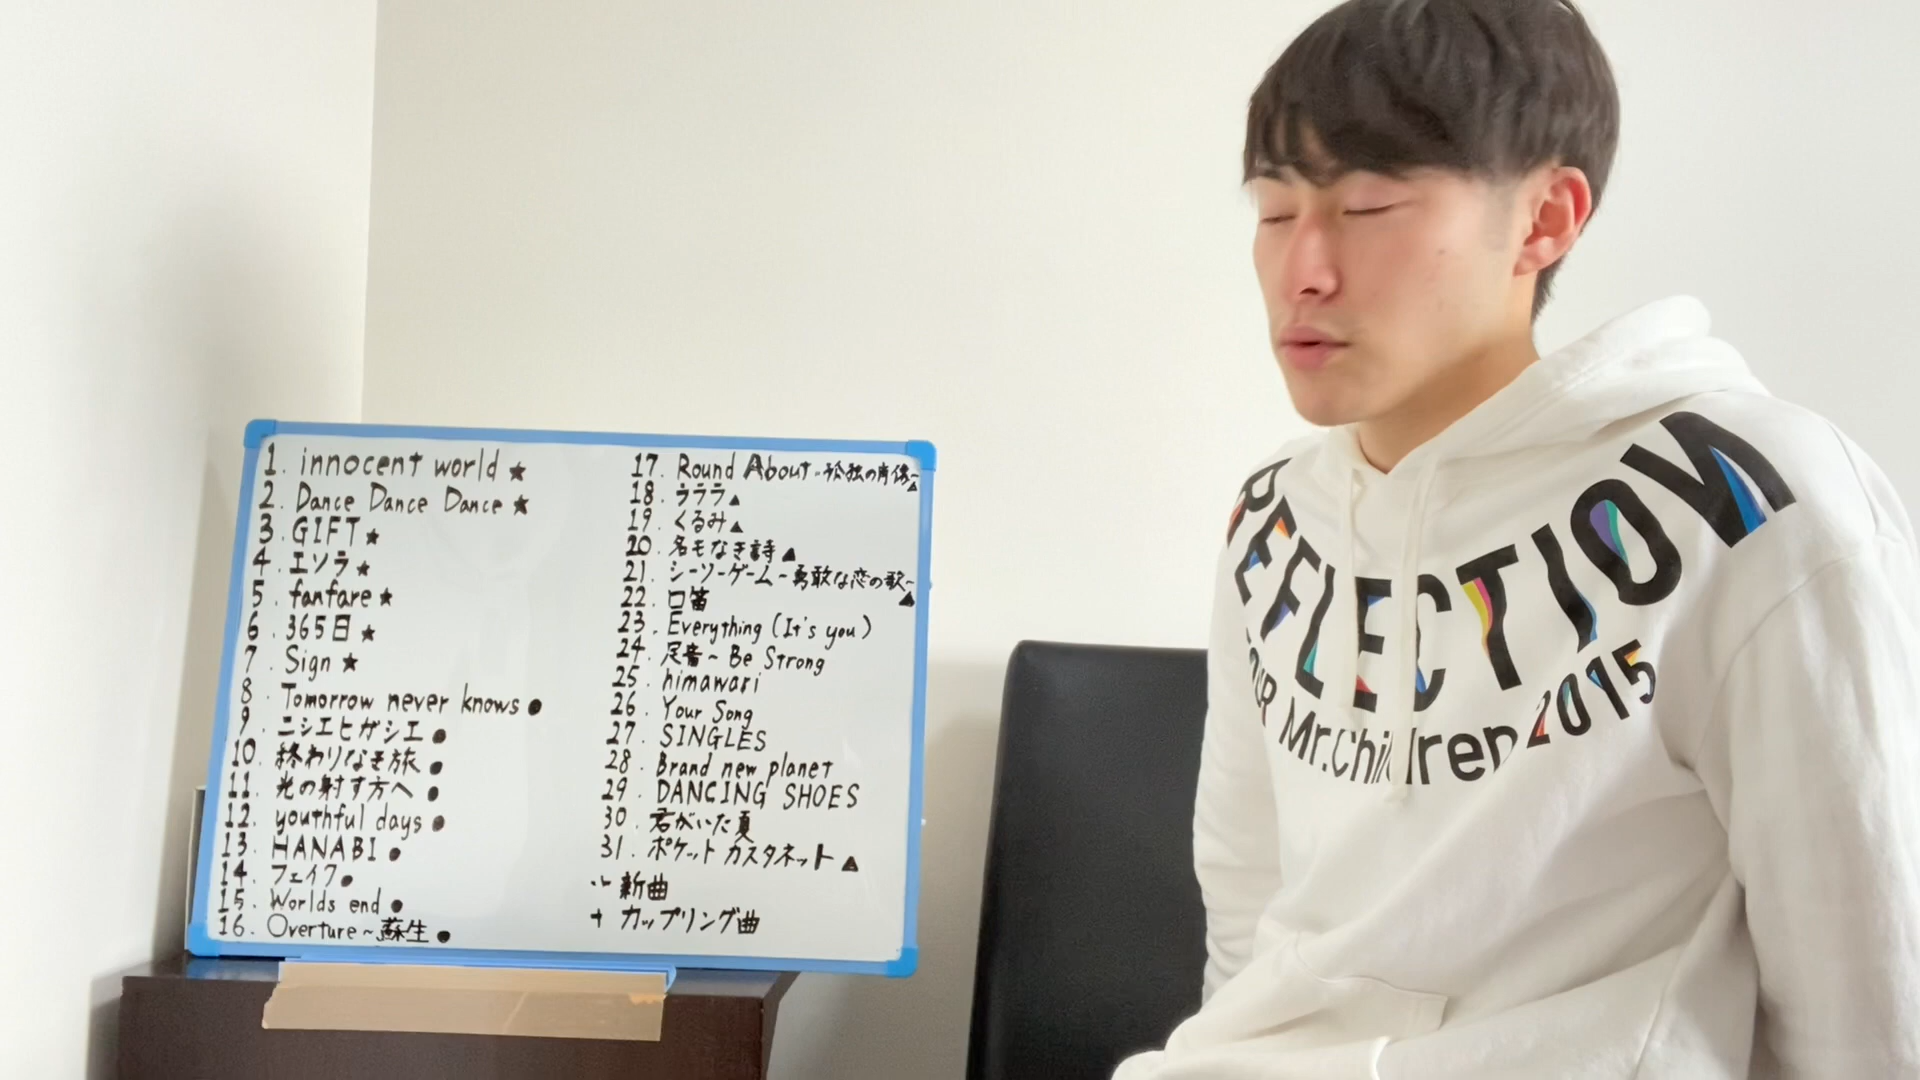 1. innocent world ★
2. Dance Dance Dance ★
3. GIFT ★
4. エソラ ★
5. fanfare ★
6. 365日 ★
7. Sign ★
8. Tomorrow never knows ●
9. ニシエヒガシエ ●
10. 終わりなき旅 ●
11. 光の射す方へ ●
12. youthful days ●
13. HANABI ●
14. フェイク ●
15. Worlds end ●
16. Overture～蘇生 ●
17. Round About-孤独の肖像~ ▲
18. ウララ ▲
19. くるみ ▲
20. 名もなき詩 ▲
21. シーソーゲーム～勇敢な恋の歌～ ▲
22. 口笛
23. Everything (It's you)
24. 足音～Be Strong
25. himawari
26. Your Song
27. SINGLES
28. Brand new planet
29. DANCING SHOES
30. 君がいた夏
31. ポケット カスタネット ▲
新曲
+ カップリング曲
REFLECTION
TOUR Mr.Children 2015